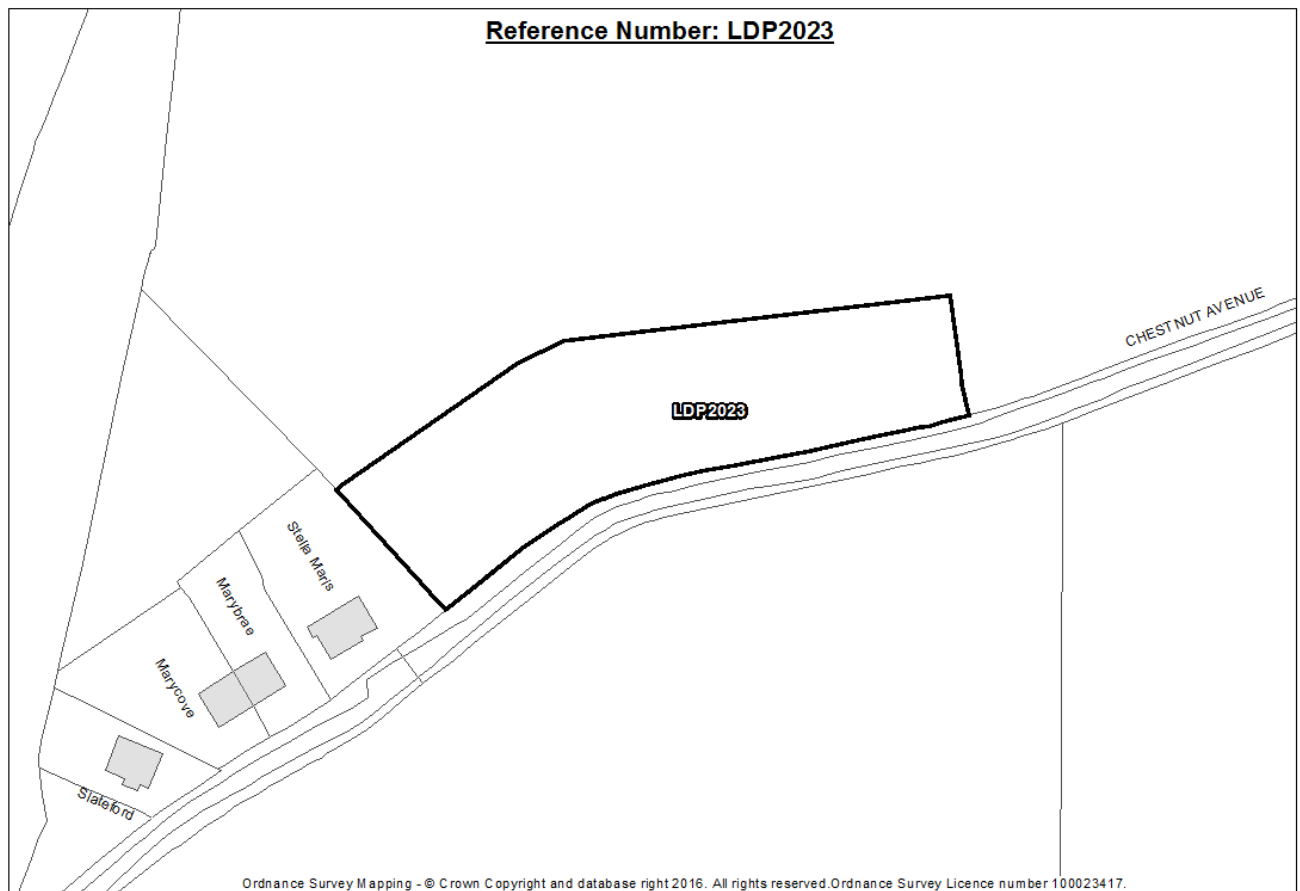 Reference Number: LDP2023
CHESTNUT AVENUE
LDP2023
Stella Maris
Marybrae
Marycove
Slateford
Ordnance Survey Mapping - © Crown Copyright and database right 2016. All rights reserved.Ordnance Survey Licence number 100023417.